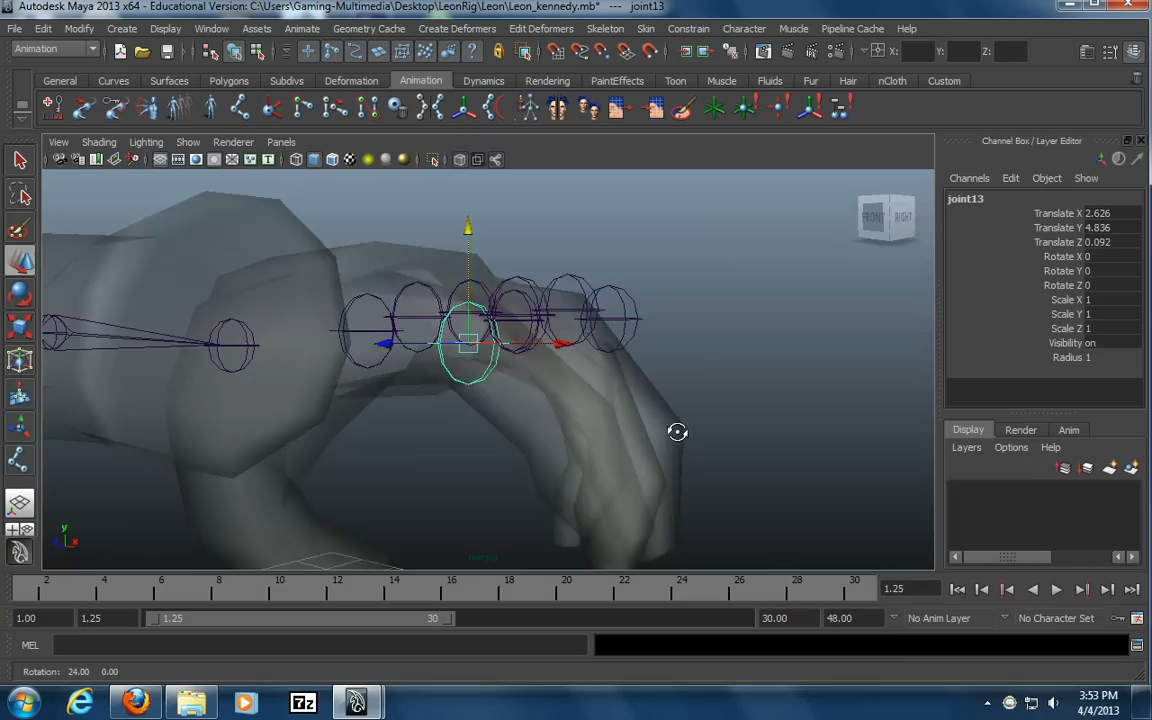 Autodesk Maya 2013 x64 - Educational Version: C:\Users\Gaming-Multimedia\Desktop\LeonRig\Leon\Leon_kennedy.mb* --- joint13
File Edit Modify Create Display Window Assets Animate Geometry Cache Create Deformers Edit Deformers Skeleton Skin Constrain Character Muscle Pipeline Cache Help
Animation X: Y: Z:
General Curves Surfaces Polygons Subdivs Deformation Animation Dynamics Rendering PaintEffects Toon Muscle Fluids Fur Hair nCloth Custom
View Shading Lighting Show Renderer Panels
Channel Box / Layer Editor
Channels Edit Object Show
joint13
Translate X 2.626
Translate Y 4.836
Translate Z 0.092
Rotate X 0
Rotate Y 0
Rotate Z 0
Scale X 1
Scale Y 1
Scale Z 1
Visibility on
Radius 1
FRONT RIGHT
Display Render Anim
Layers Options Help
y
z x
persp
2 4 6 8 10 12 14 16 18 20 22 24 26 28 30 1.25
1.00 1.25 1.25 30 30.00 48.00 No Anim Layer No Character Set
MEL
Rotation: 24.00 0.00
7z
3:53 PM
4/4/2013